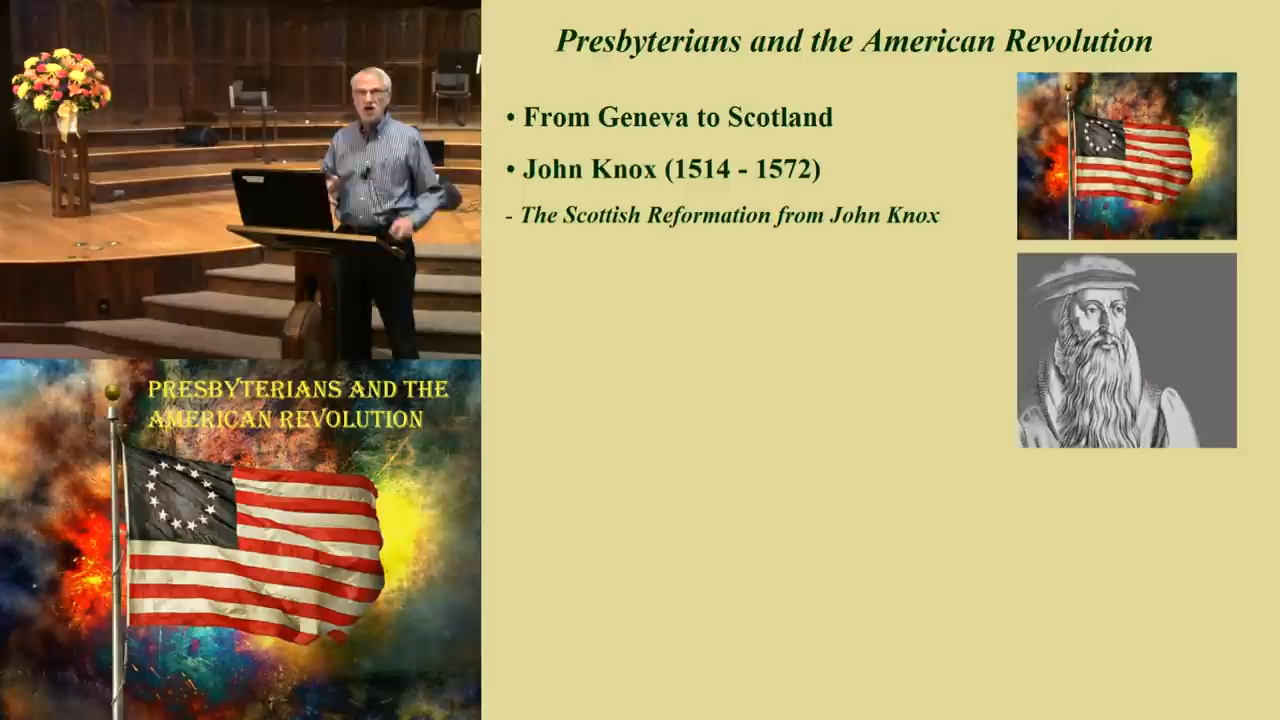 Presbyterians and the American Revolution
• From Geneva to Scotland
• John Knox (1514 - 1572)
- The Scottish Reformation from John Knox
PRESBYTERIANS AND THE
AMERICAN REVOLUTION